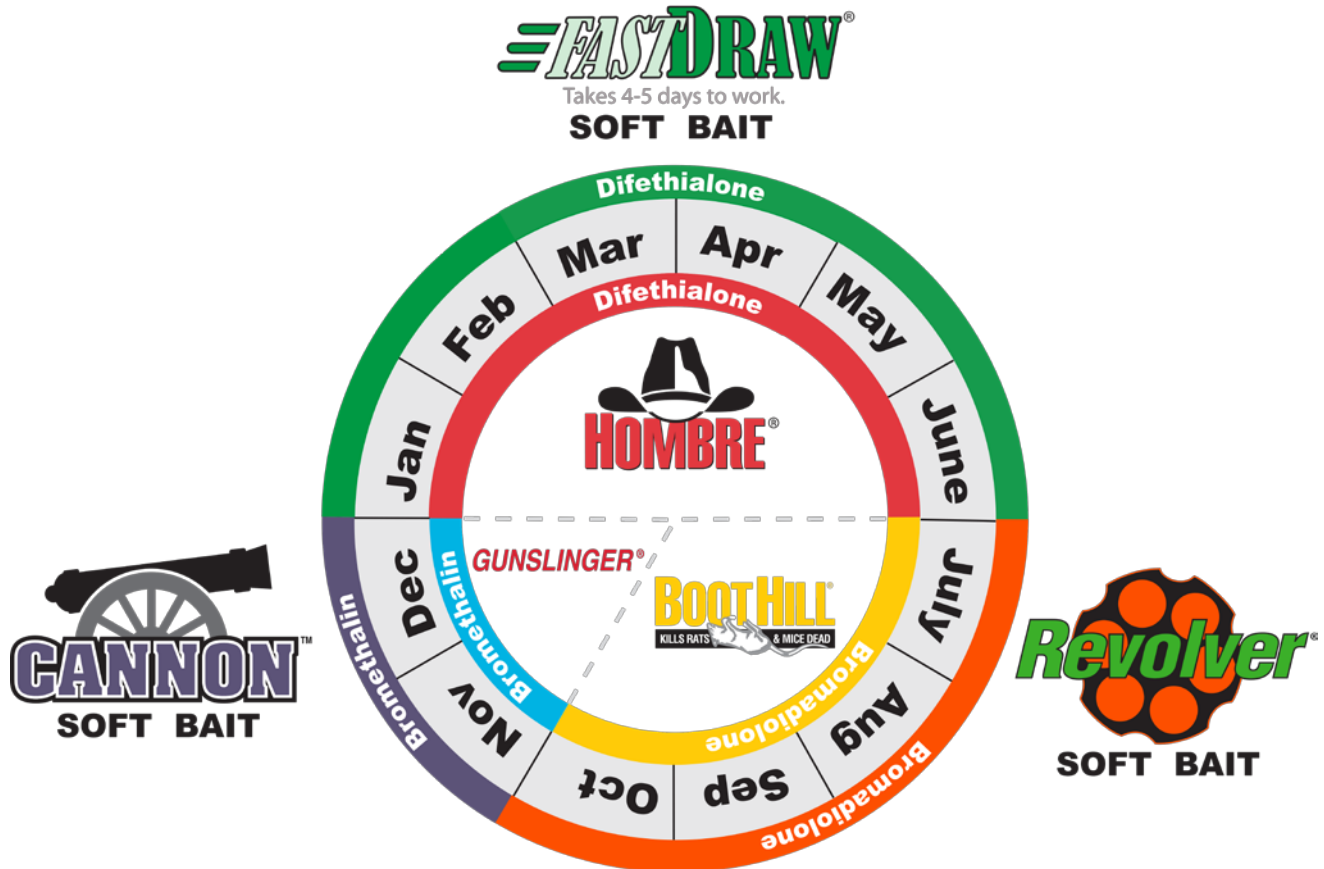 FASTDRAW®
Takes 4-5 days to work.
SOFT BAIT
Difethialone
Mar
Apr
Feb
May
Jan
June
Difethialone
HOMBRE®
Dec
July
Nov
Aug
Oct
Sep
Bromethalin
Bromethalin
GUNSLINGER®
BOOTHILL®
KILLS RATS & MICE DEAD
Bromadiolone
Bromadiolone
CANNON™
SOFT BAIT
Revolver®
SOFT BAIT